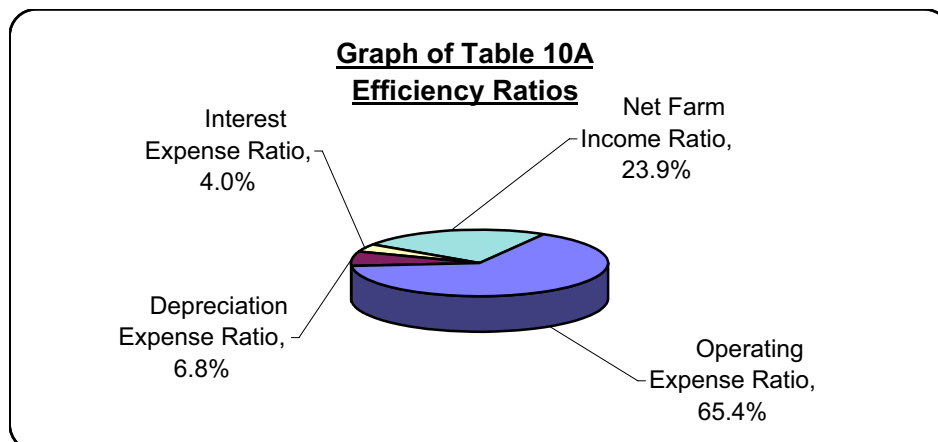 Graph of Table 10A
Efficiency Ratios
Interest
Expense Ratio,
4.0%
Net Farm
Income Ratio,
23.9%
Depreciation
Expense Ratio,
6.8%
Operating
Expense Ratio,
65.4%